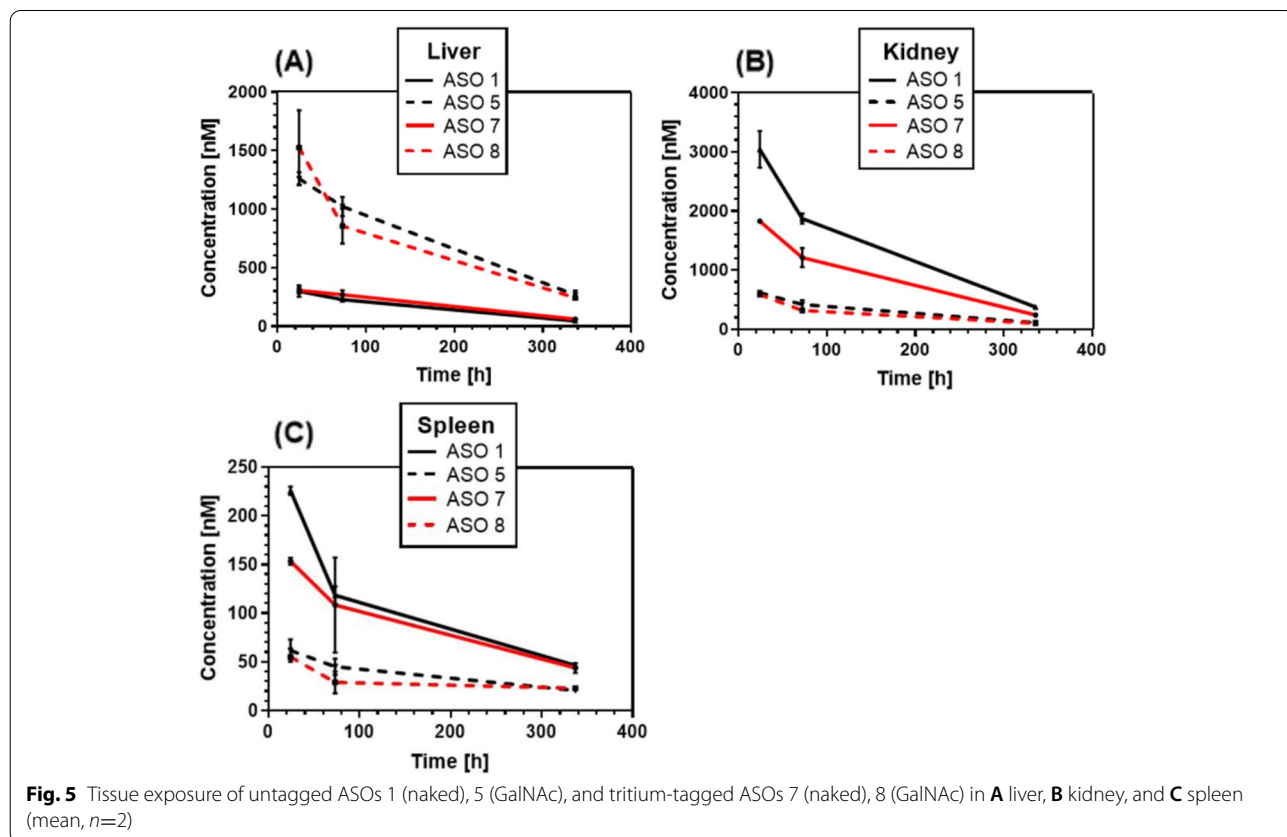 (A)
Liver
ASO 1
ASO 5
ASO 7
ASO 8
2000
1500
1000
500
0
Concentration [nM]
0 100 200 300 400
Time [h]
(B)
Kidney
ASO 1
ASO 5
ASO 7
ASO 8
4000
3000
2000
1000
0
Concentration [nM]
0 100 200 300 400
Time [h]
(C)
Spleen
ASO 1
ASO 5
ASO 7
ASO 8
250
200
150
100
50
0
Concentration [nM]
0 100 200 300 400
Time [h]
Fig. 5 Tissue exposure of untagged ASOs 1 (naked), 5 (GalNAc), and tritium-tagged ASOs 7 (naked), 8 (GalNAc) in A liver, B kidney, and C spleen
(mean, n=2)